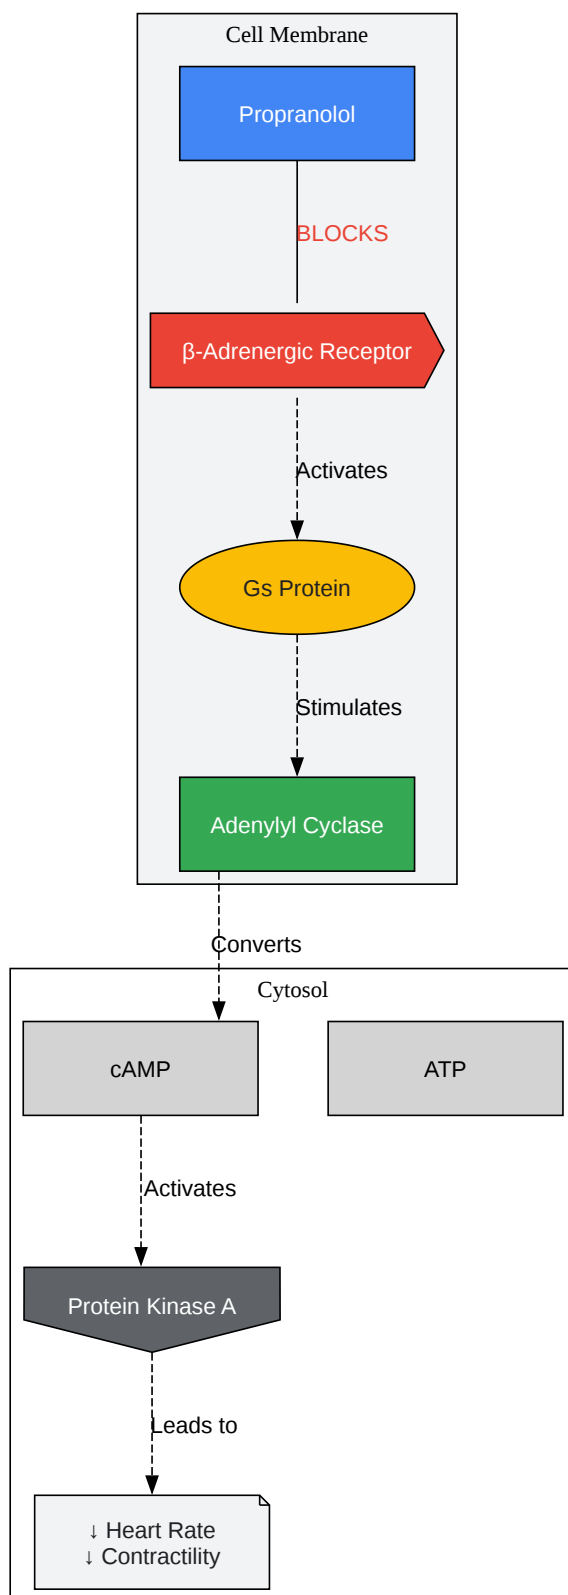 Cell Membrane
Propranolol
BLOCKS
β-Adrenergic Receptor
Activates
Gs Protein
Stimulates
Adenylyl Cyclase
Converts
Cytosol
cAMP
ATP
Activates
Protein Kinase A
Leads to
↓ Heart Rate
↓ Contractility